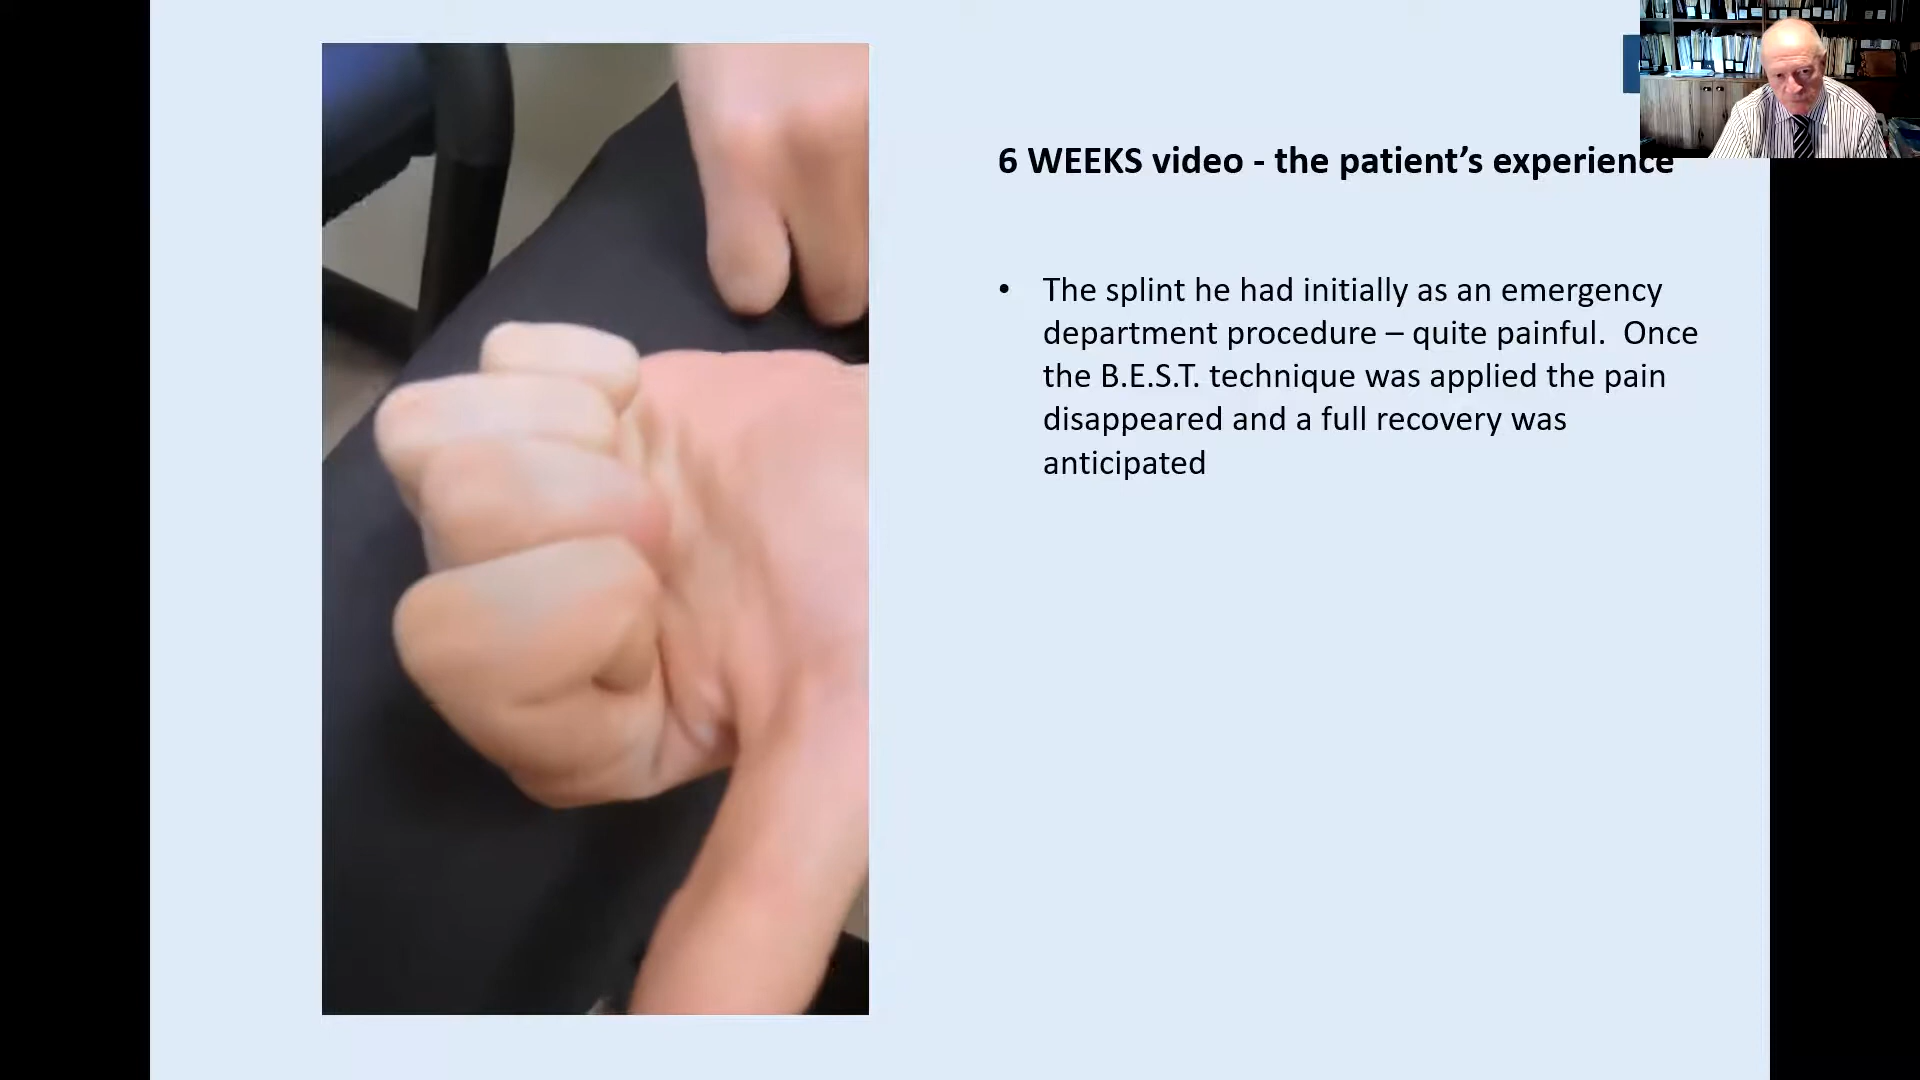 6 WEEKS video - the patient’s experience
• The splint he had initially as an emergency
department procedure – quite painful.  Once
the B.E.S.T. technique was applied the pain
disappeared and a full recovery was
anticipated